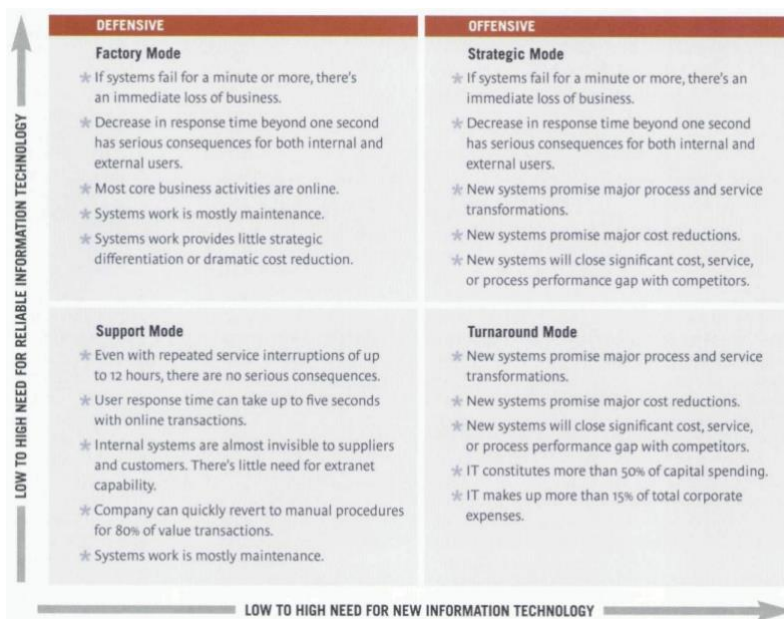 DEFENSIVE
Factory Mode
* If systems fail for a minute or more, there's
an immediate loss of business.
* Decrease in response time beyond one second
has serious consequences for both internal and
external users.
* Most core business activities are online.
* Systems work is mostly maintenance.
* Systems work provides little strategic
differentiation or dramatic cost reduction.
OFFENSIVE
Strategic Mode
* If systems fail for a minute or more, there's an
immediate loss of business.
* Decrease in response time beyond one second
has serious consequences for both internal and
external users.
* New systems promise major process and service
transformations.
* New systems promise major cost reductions.
* New systems will close significant cost, service,
or process performance gap with competitors.
Support Mode
* Even with repeated service interruptions of up
to 12 hours, there are no serious consequences.
* User response time can take up to five seconds
with online transactions.
* Internal systems are almost invisible to suppliers
and customers. There's little need for extranet
capability.
* Company can quickly revert to manual procedures
for 80% of value transactions.
* Systems work is mostly maintenance.
Turnaround Mode
* New systems promise major process and service
transformations.
* New systems promise major cost reductions.
* New systems will close significant cost, service,
or process performance gap with competitors.
* IT constitutes more than 50% of capital spending.
* IT makes up more than 15% of total corporate
expenses.
LOW TO HIGH NEED FOR RELIABLE INFORMATION TECHNOLOGY
LOW TO HIGH NEED FOR NEW INFORMATION TECHNOLOGY